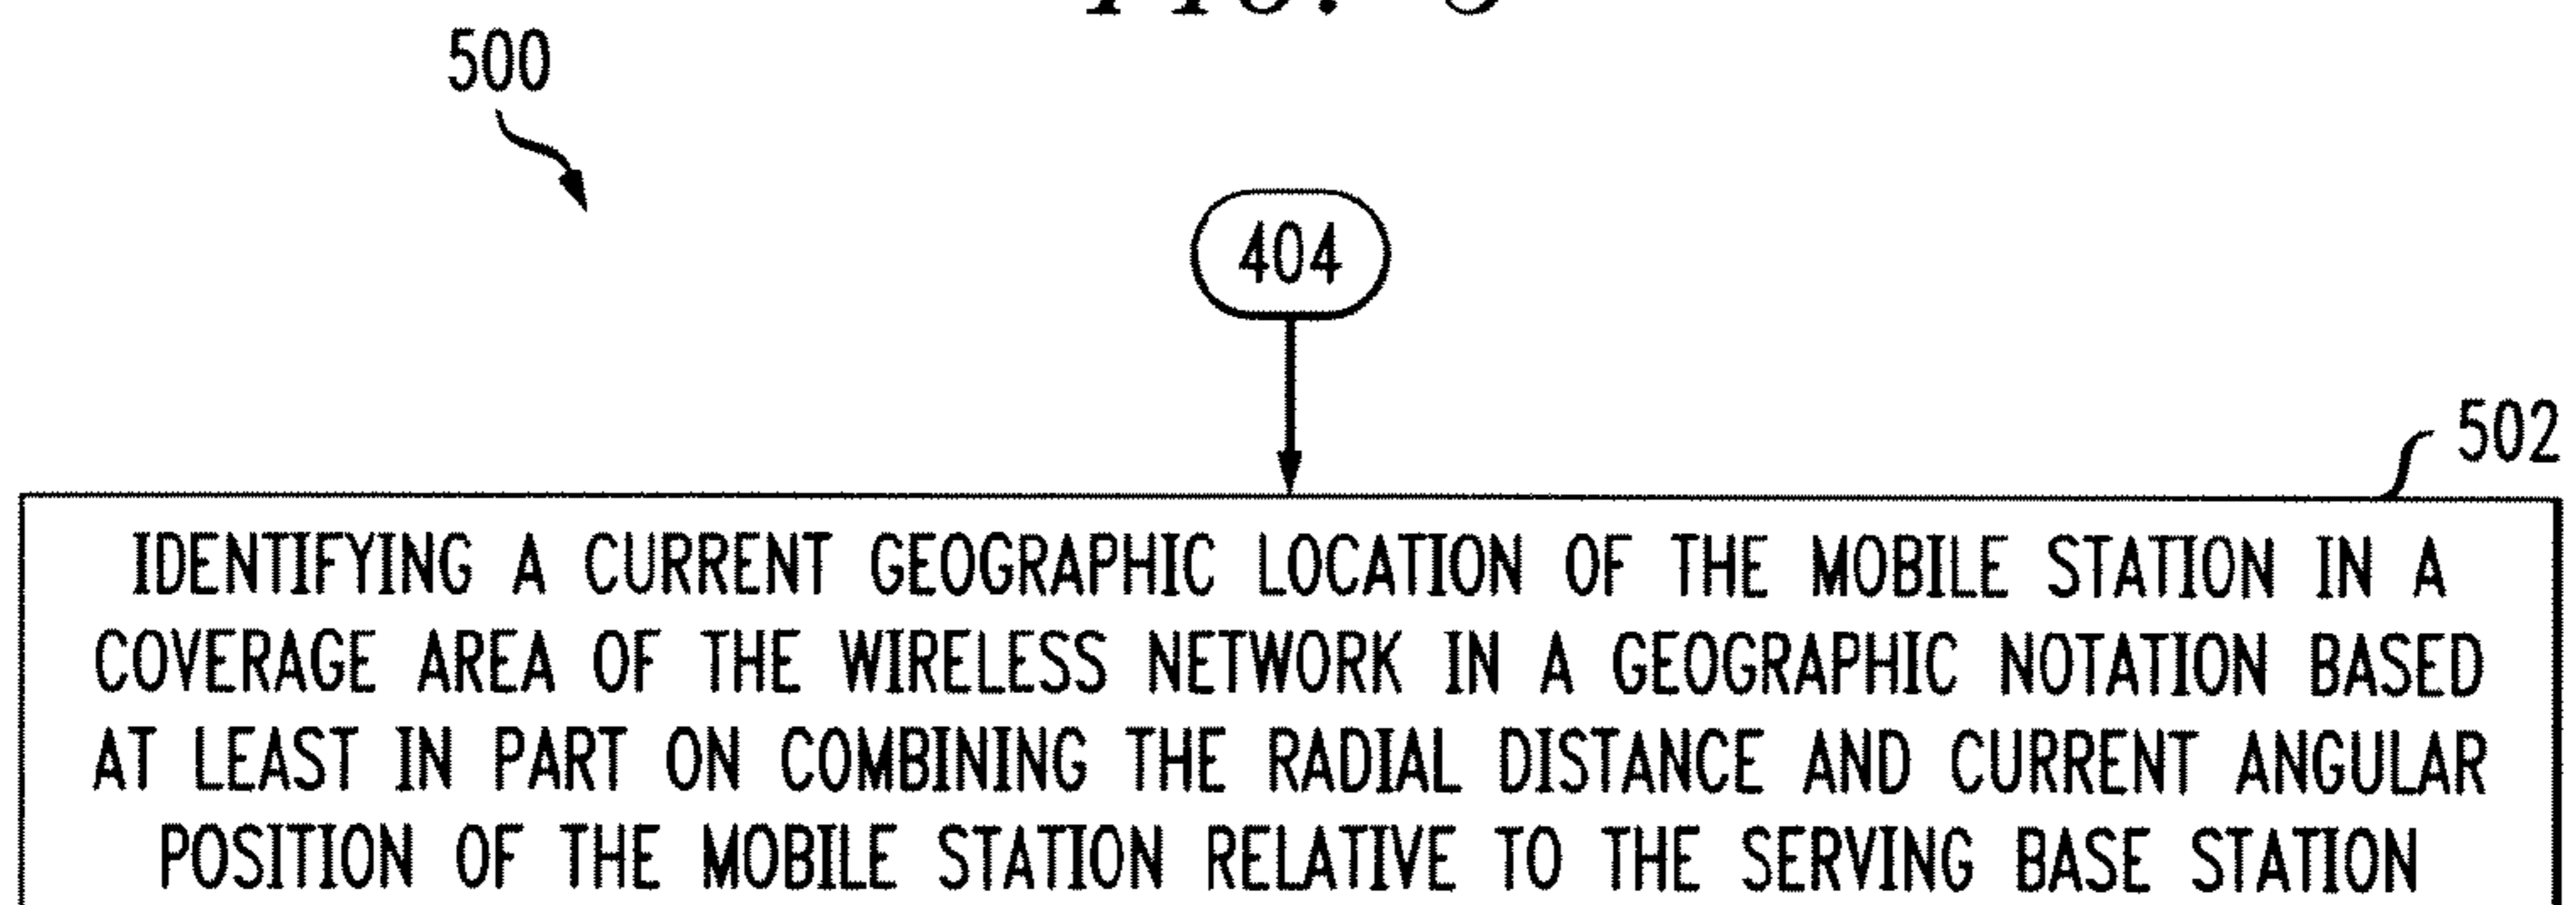 500
404
502
IDENTIFYING A CURRENT GEOGRAPHIC LOCATION OF THE MOBILE STATION IN A
COVERAGE AREA OF THE WIRELESS NETWORK IN A GEOGRAPHIC NOTATION BASED
AT LEAST IN PART ON COMBINING THE RADIAL DISTANCE AND CURRENT ANGULAR
POSITION OF THE MOBILE STATION RELATIVE TO THE SERVING BASE STATION